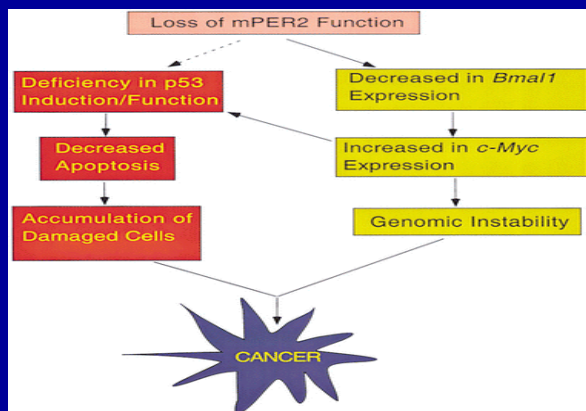 Loss of mPER2 Function
Deficiency in p53
Induction/Function
Decreased in Bmal1
Expression
Decreased
Apoptosis
Increased in c-Myc
Expression
Accumulation of
Damaged Cells
Genomic Instability
CANCER